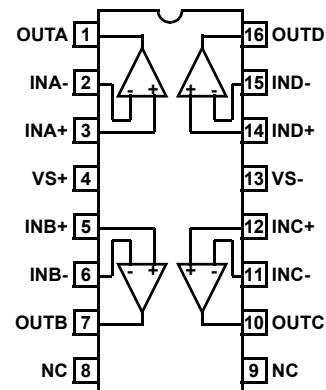 OUTA 1 16 OUTD
INA- 2 15 IND-
- + + -
INA+ 3 14 IND+
VS+ 4 13 VS-
INB+ 5 12 INC+
- + + -
INB- 6 11 INC-
OUTB 7 10 OUTC
NC 8 9 NC